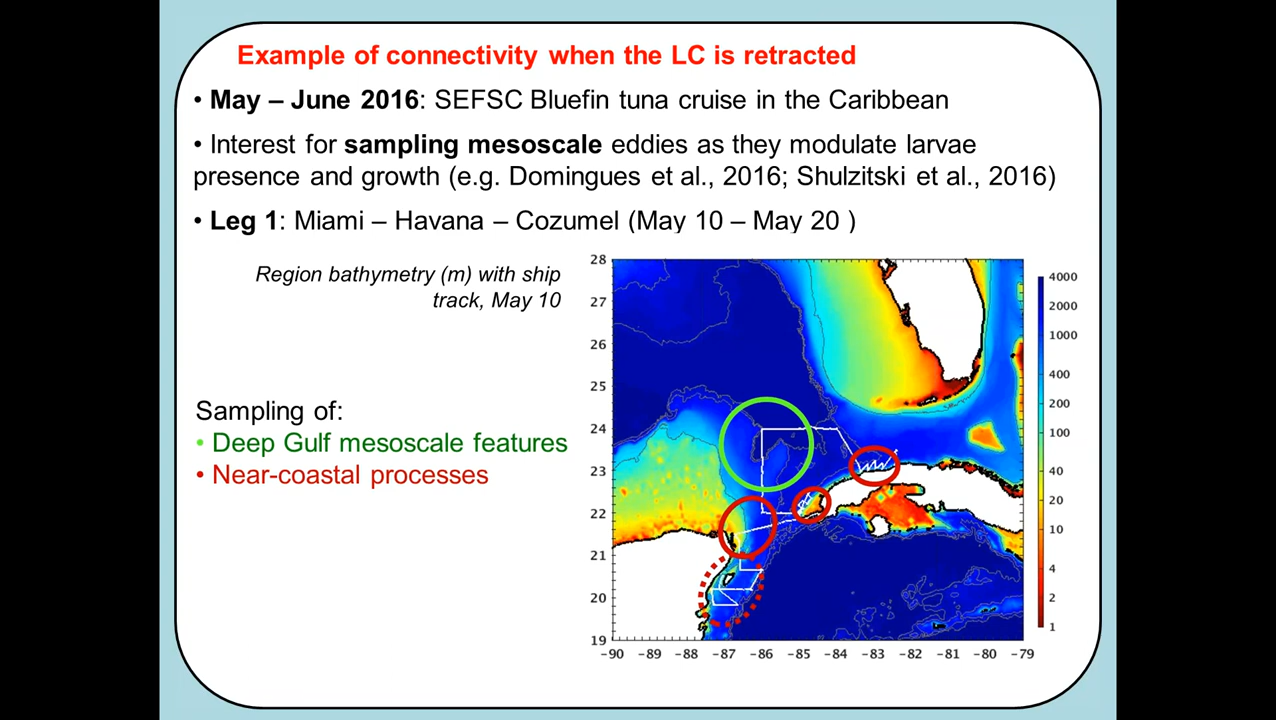 Example of connectivity when the LC is retracted
• May – June 2016: SEFSC Bluefin tuna cruise in the Caribbean
• Interest for sampling mesoscale eddies as they modulate larvae
presence and growth (e.g. Domingues et al., 2016; Shulzitski et al., 2016)
• Leg 1: Miami – Havana – Cozumel (May 10 – May 20 )
Region bathymetry (m) with ship
track, May 10
Sampling of:
• Deep Gulf mesoscale features
• Near-coastal processes
28
27
26
25
24
23
22
21
20
19
-90 -89 -88 -87 -86 -85 -84 -83 -82 -81 -80 -79
4000
2000
1000
400
200
100
40
20
10
4
2
1